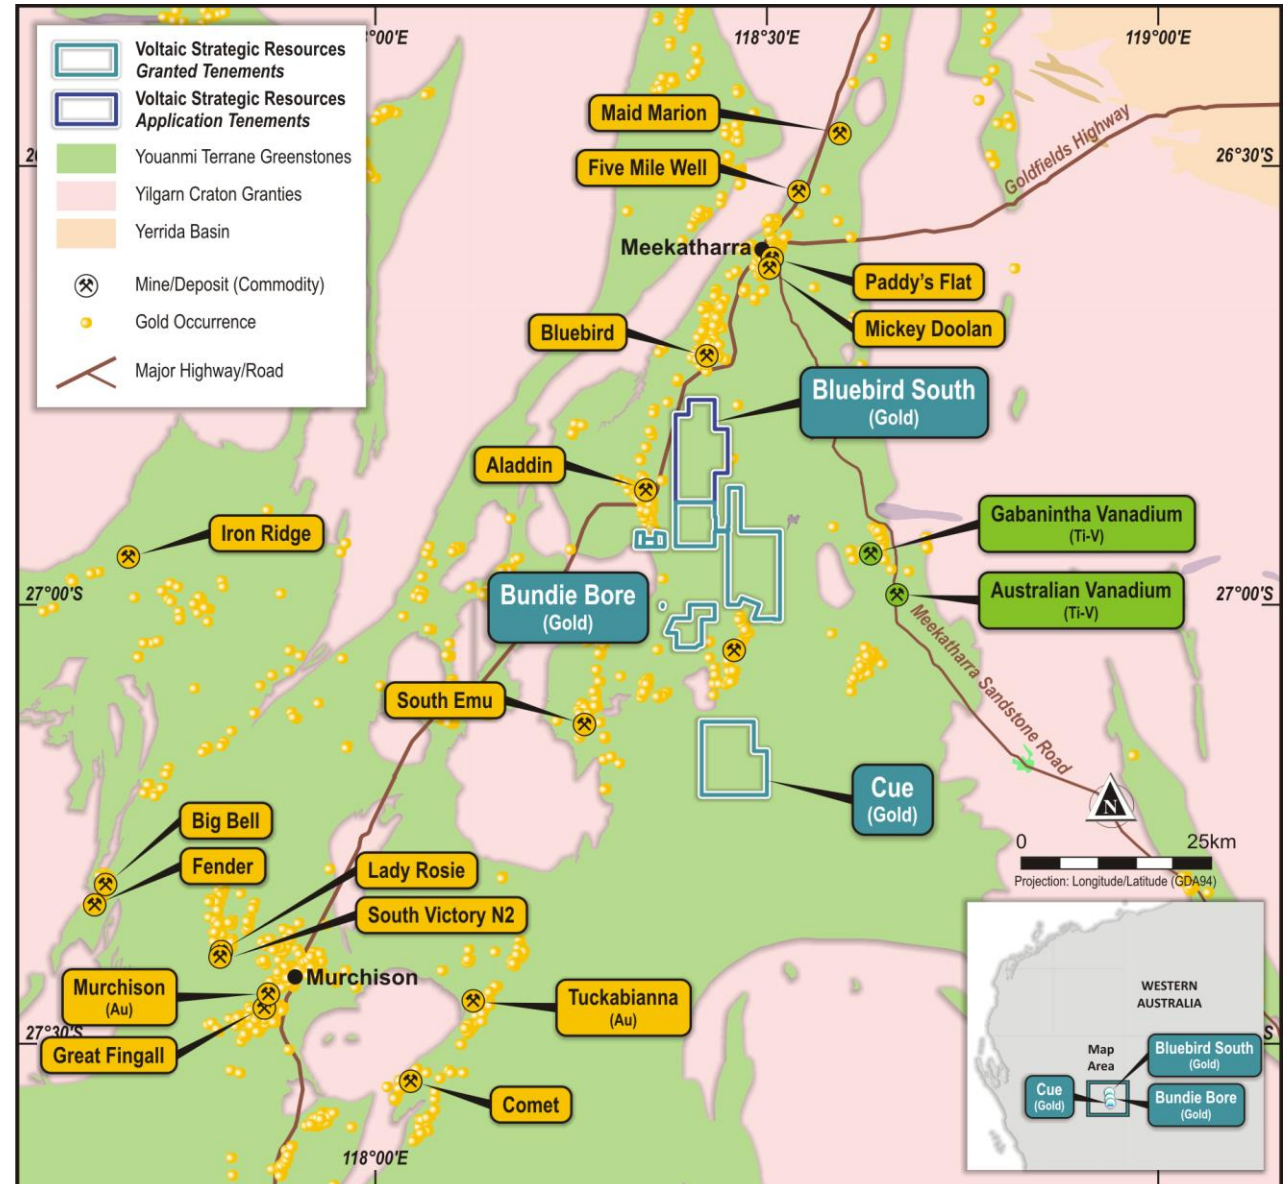 Voltaic Strategic Resources
Granted Tenements
Voltaic Strategic Resources
Application Tenements
Youanmi Terrane Greenstones
Yilgarn Craton Granties
Yerrida Basin
Mine/Deposit (Commodity)
Gold Occurrence
Major Highway/Road
118°30'E
119°00'E
26°30'S
Maid Marion
Five Mile Well
Goldfields Highway
Meekatharra
Paddy's Flat
Mickey Doolan
Bluebird
Bluebird South
(Gold)
Aladdin
Iron Ridge
Gabanintha Vanadium
(Ti-V)
Australian Vanadium
(Ti-V)
27°00'S
27°00'S
Bundie Bore
(Gold)
Meekatharra Sandstone Road
South Emu
Cue
(Gold)
N
0
25km
Projection: Longitude/Latitude (GDA94)
Big Bell
Fender
Lady Rosie
South Victory N2
Murchison
Murchison
(Au)
Tuckabianna
(Au)
27°30'S
Great Fingall
Comet
118°00'E
WESTERN
AUSTRALIA
Map
Area
Bluebird South
(Gold)
Cue
(Gold)
Bundie Bore
(Gold)